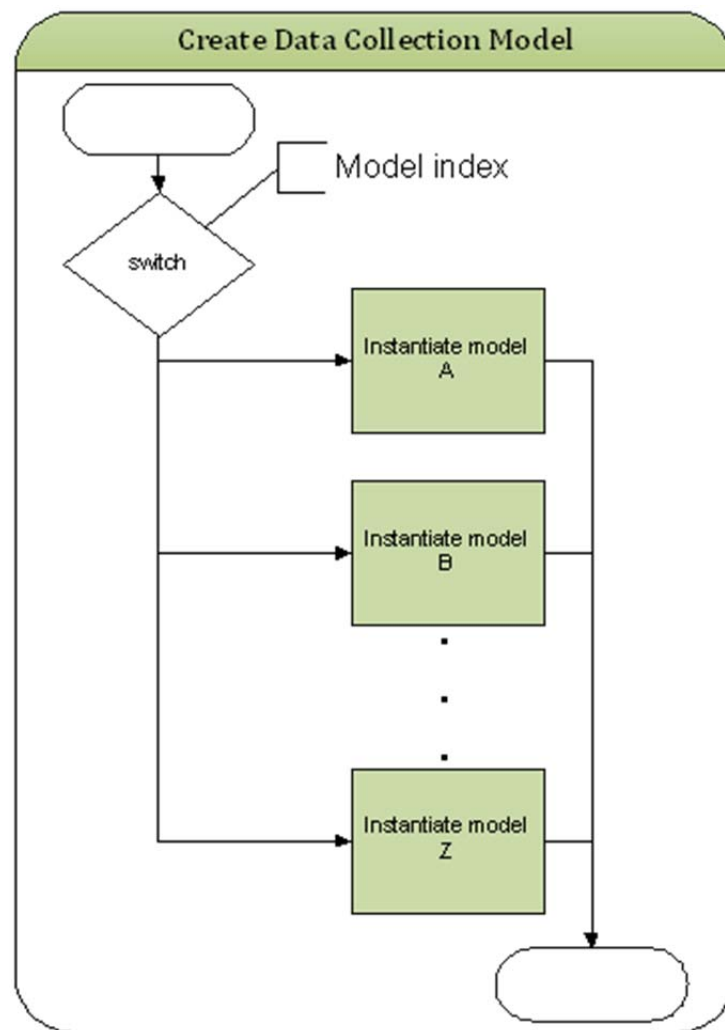 Create Data Collection Model
Model index
switch
Instantiate model
A
Instantiate model
B
Instantiate model
Z